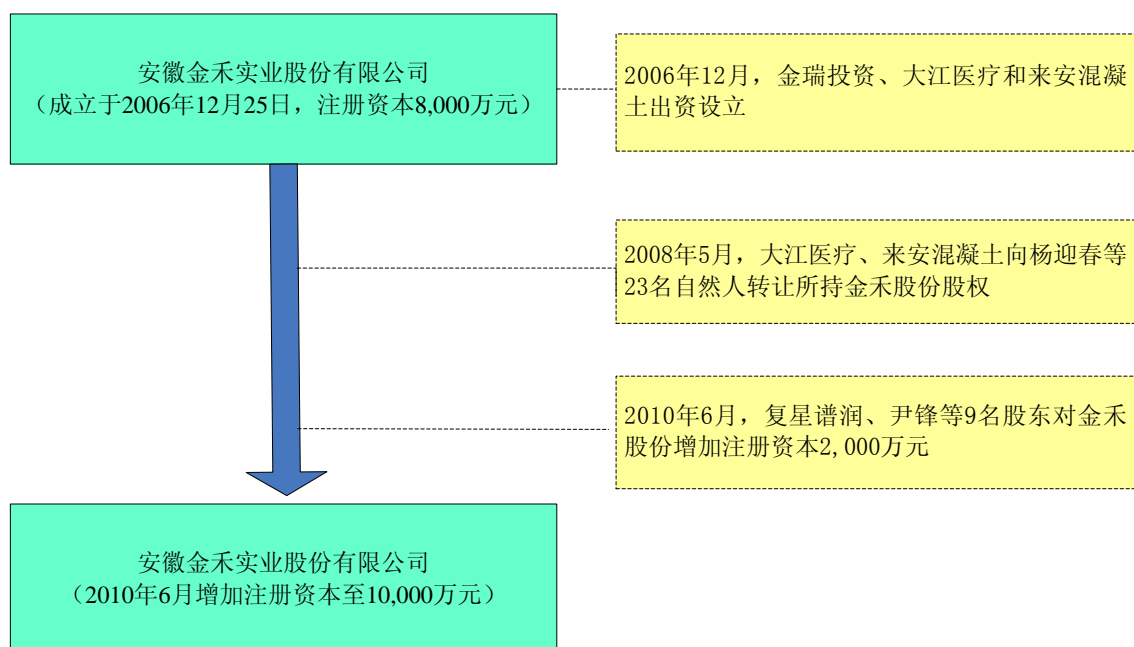 安徽金禾实业股份有限公司
（成立于2006年12月25日，注册资本8,000万元）
2006年12月，金瑞投资、大江医疗和来安混凝
土出资设立
2008年5月，大江医疗、来安混凝土向杨迎春等
23名自然人转让所持金禾股份股权
2010年6月，复星谱润、尹锋等9名股东对金禾
股份增加注册资本2,000万元
安徽金禾实业股份有限公司
（2010年6月增加注册资本至10,000万元）